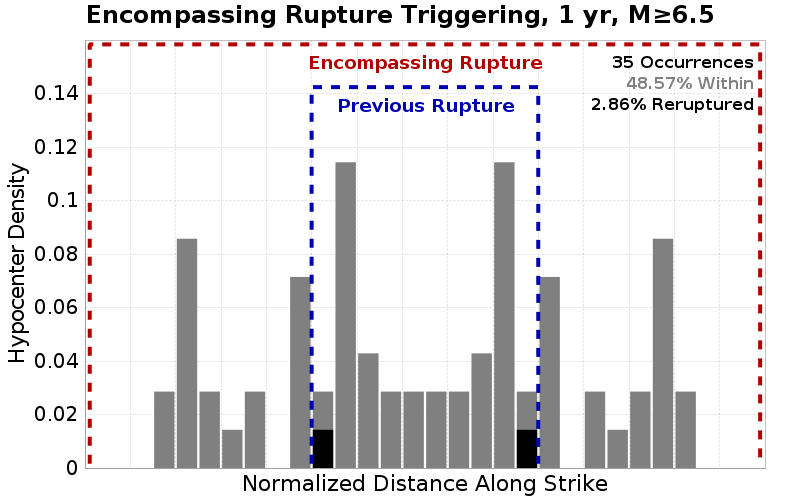 Encompassing Rupture Triggering, 1 yr, M≥6.5
Encompassing Rupture
35 Occurrences
48.57% Within
2.86% Reruptured
Previous Rupture
Hypocenter Density
0.14
0.12
0.1
0.08
0.06
0.04
0.02
0
Normalized Distance Along Strike